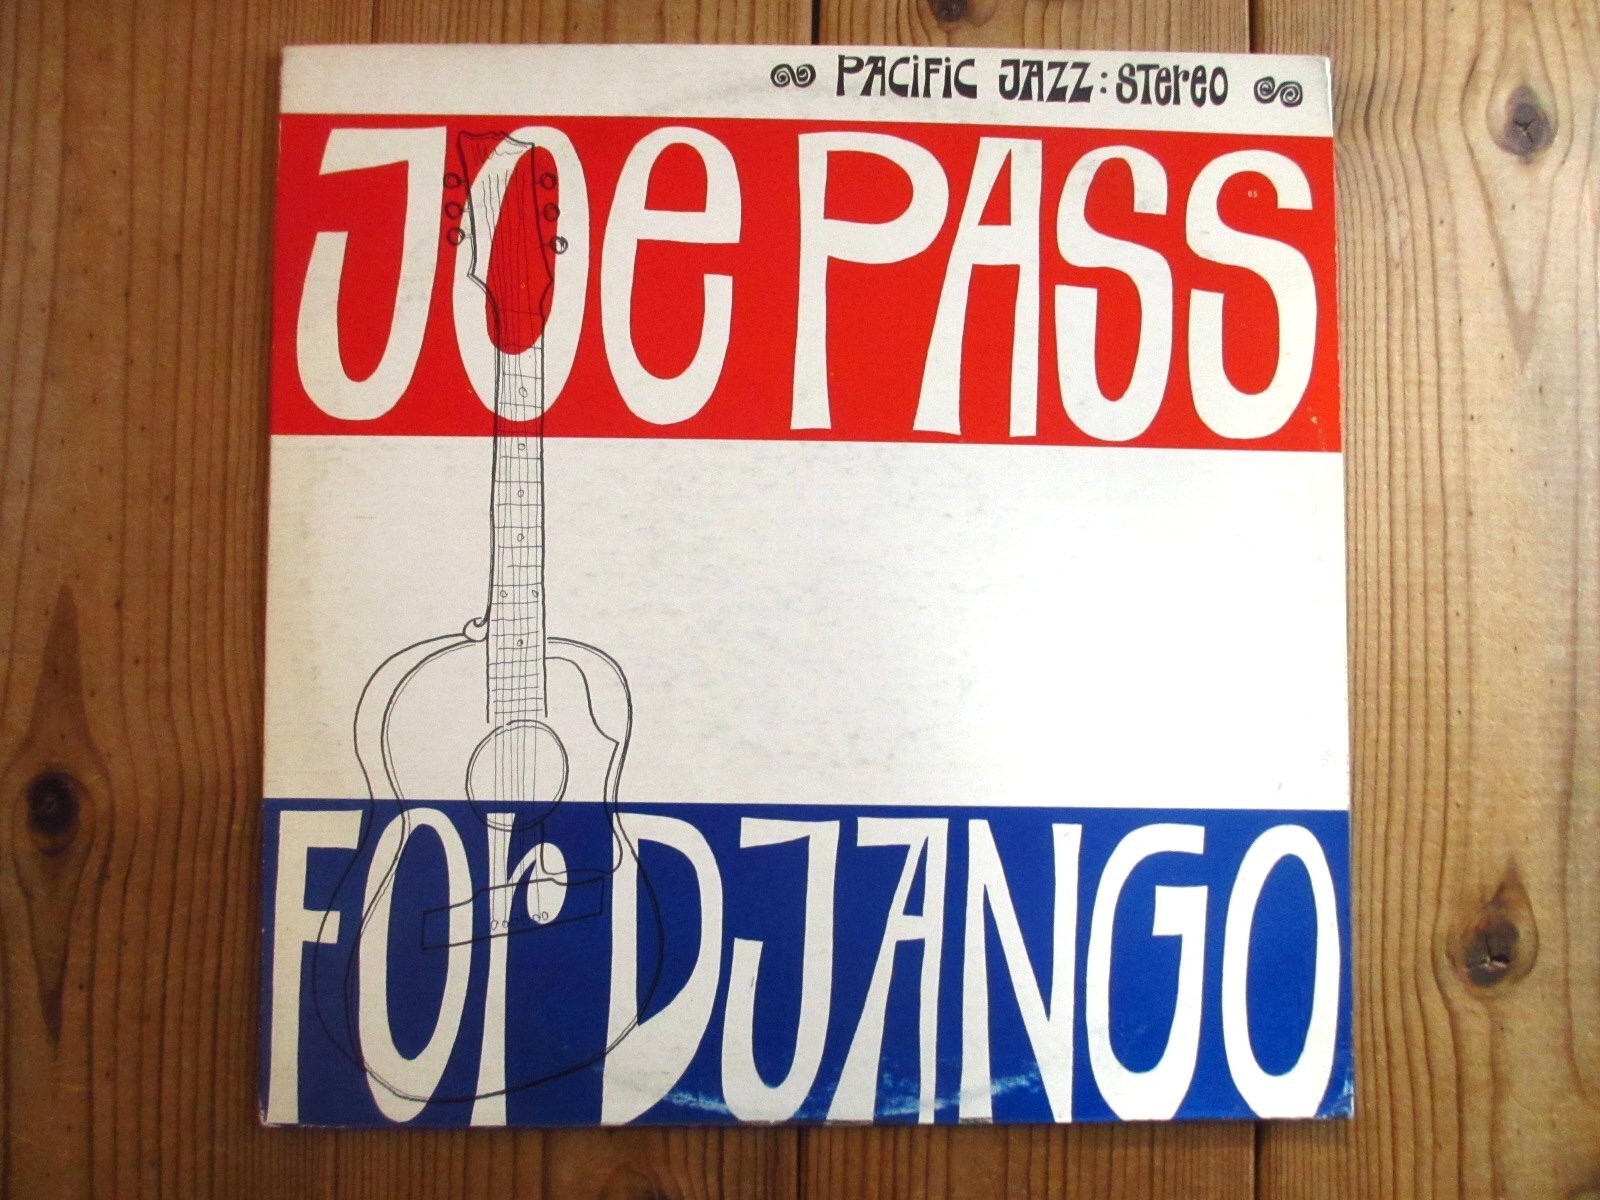 PACiFiC JAZZ: STereO
JOe PASS
FOr DJANGO